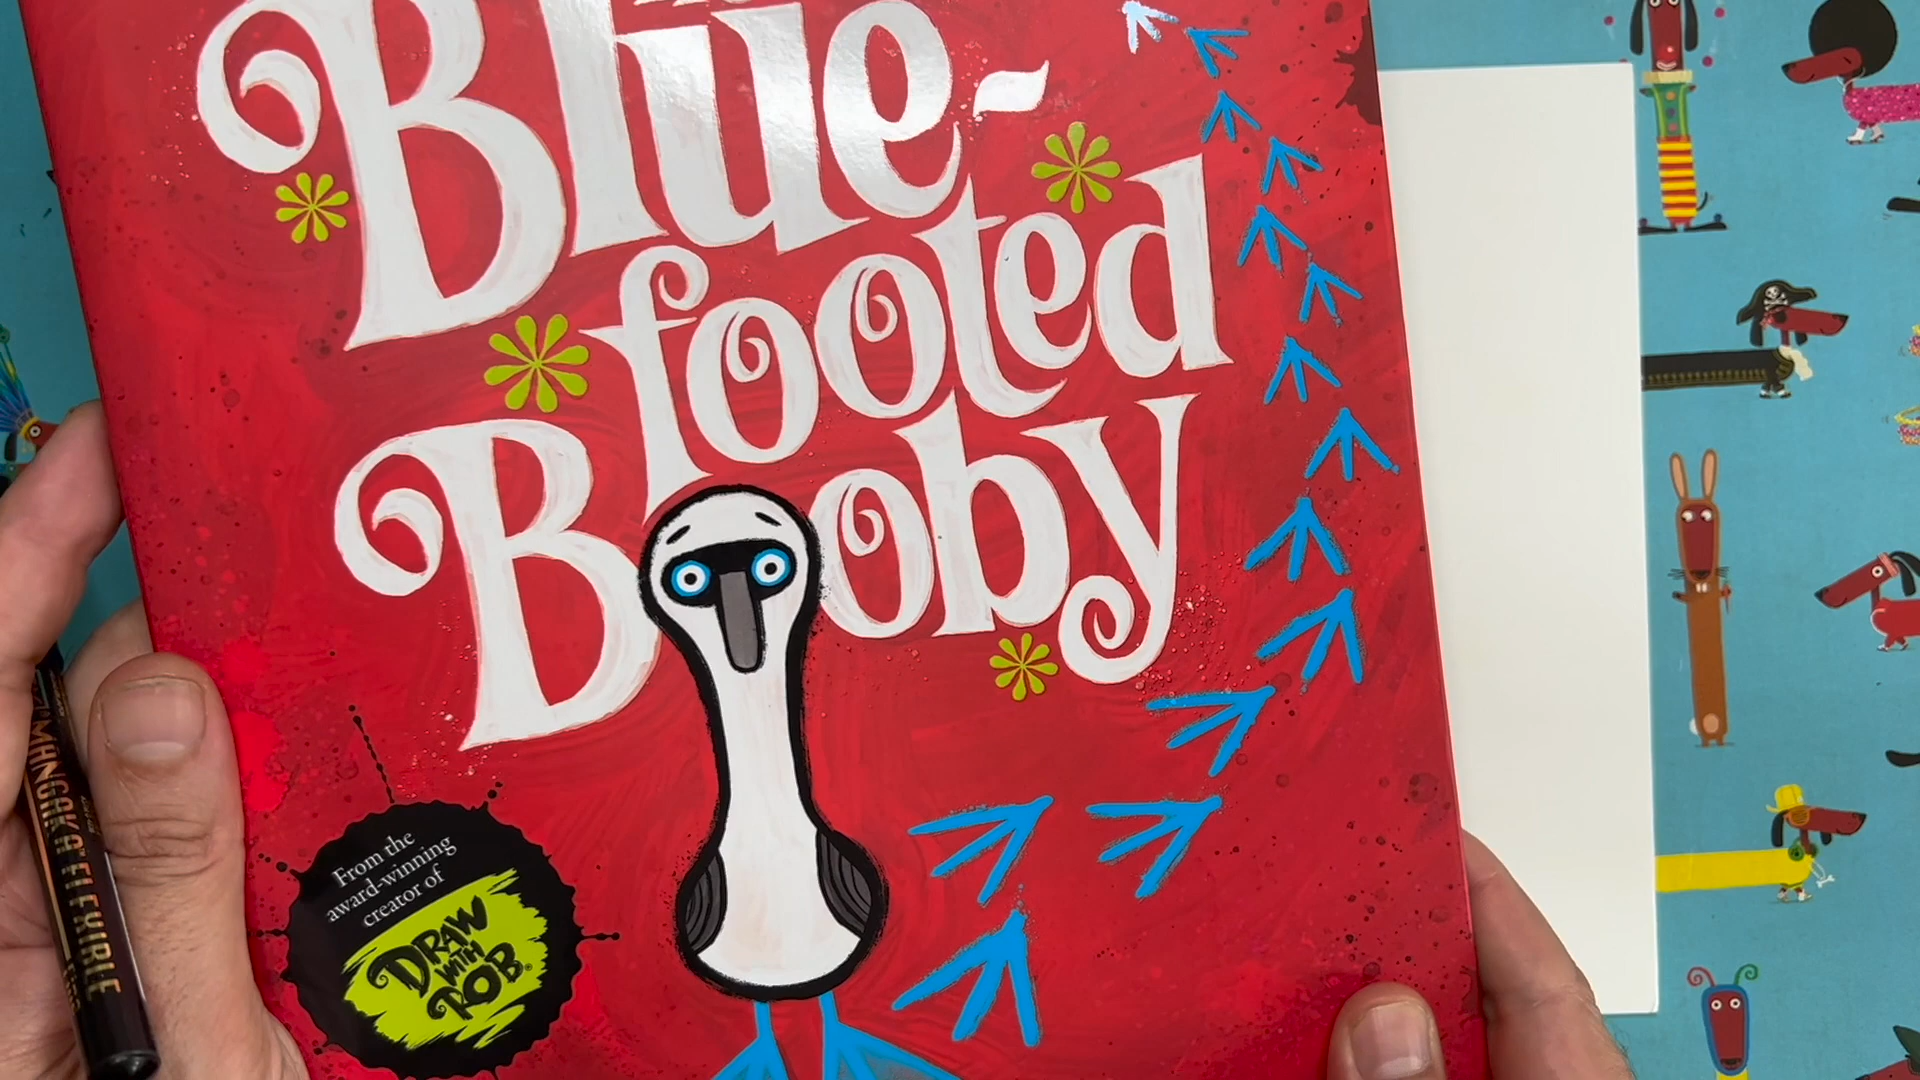 Blue-
footed
Booby
From the
award-winning
creator of
DRAW
WITH
ROB